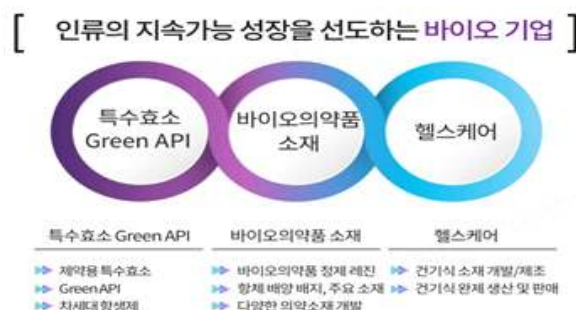 [ 인류의 지속가능 성장을 선도하는 바이오 기업 ]
특수효소
Green API
바이오의약품
소재
헬스케어
특수효소 Green API
제약용 특수효소
Green API
차세대 항생제
바이오의약품 소재
바이오의약품 정제 레진
항체 배양 배지, 주요 소재
다양한 의약소재 개발
헬스케어
건기식 소재 개발/제조
건기식 완제 생산 및 판매